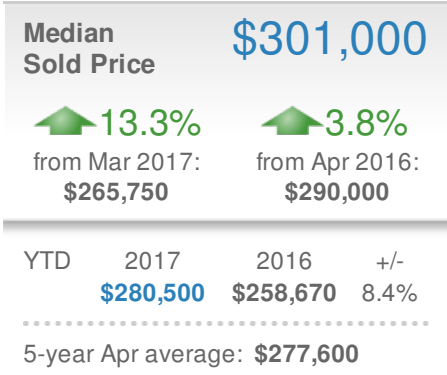 Median $301,000
Sold Price
13.3% 3.8%
from Mar 2017: from Apr 2016:
$265,750 $290,000
YTD 2017 2016 +/-
$280,500 $258,670 8.4%
5-year Apr average: $277,600